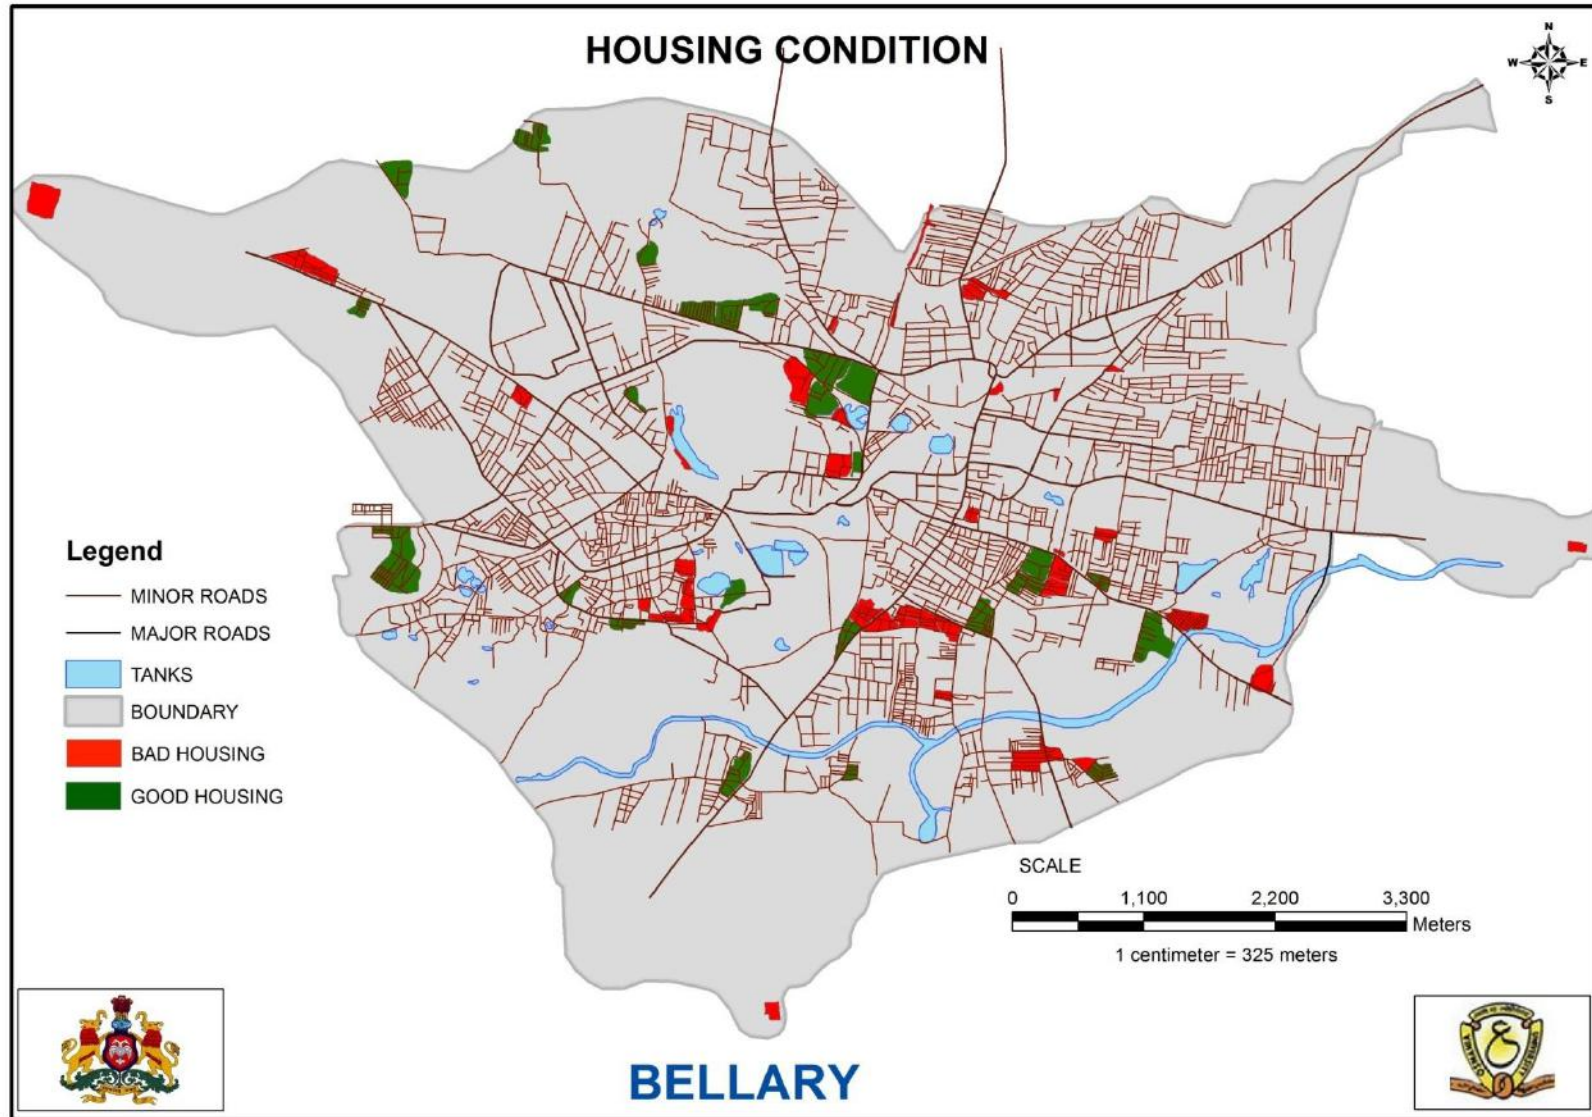 HOUSING CONDITION
N
W E
S
Legend
MINOR ROADS
MAJOR ROADS
TANKS
BOUNDARY
BAD HOUSING
GOOD HOUSING
SCALE
0 1,100 2,200 3,300
Meters
1 centimeter = 325 meters
BELLARY